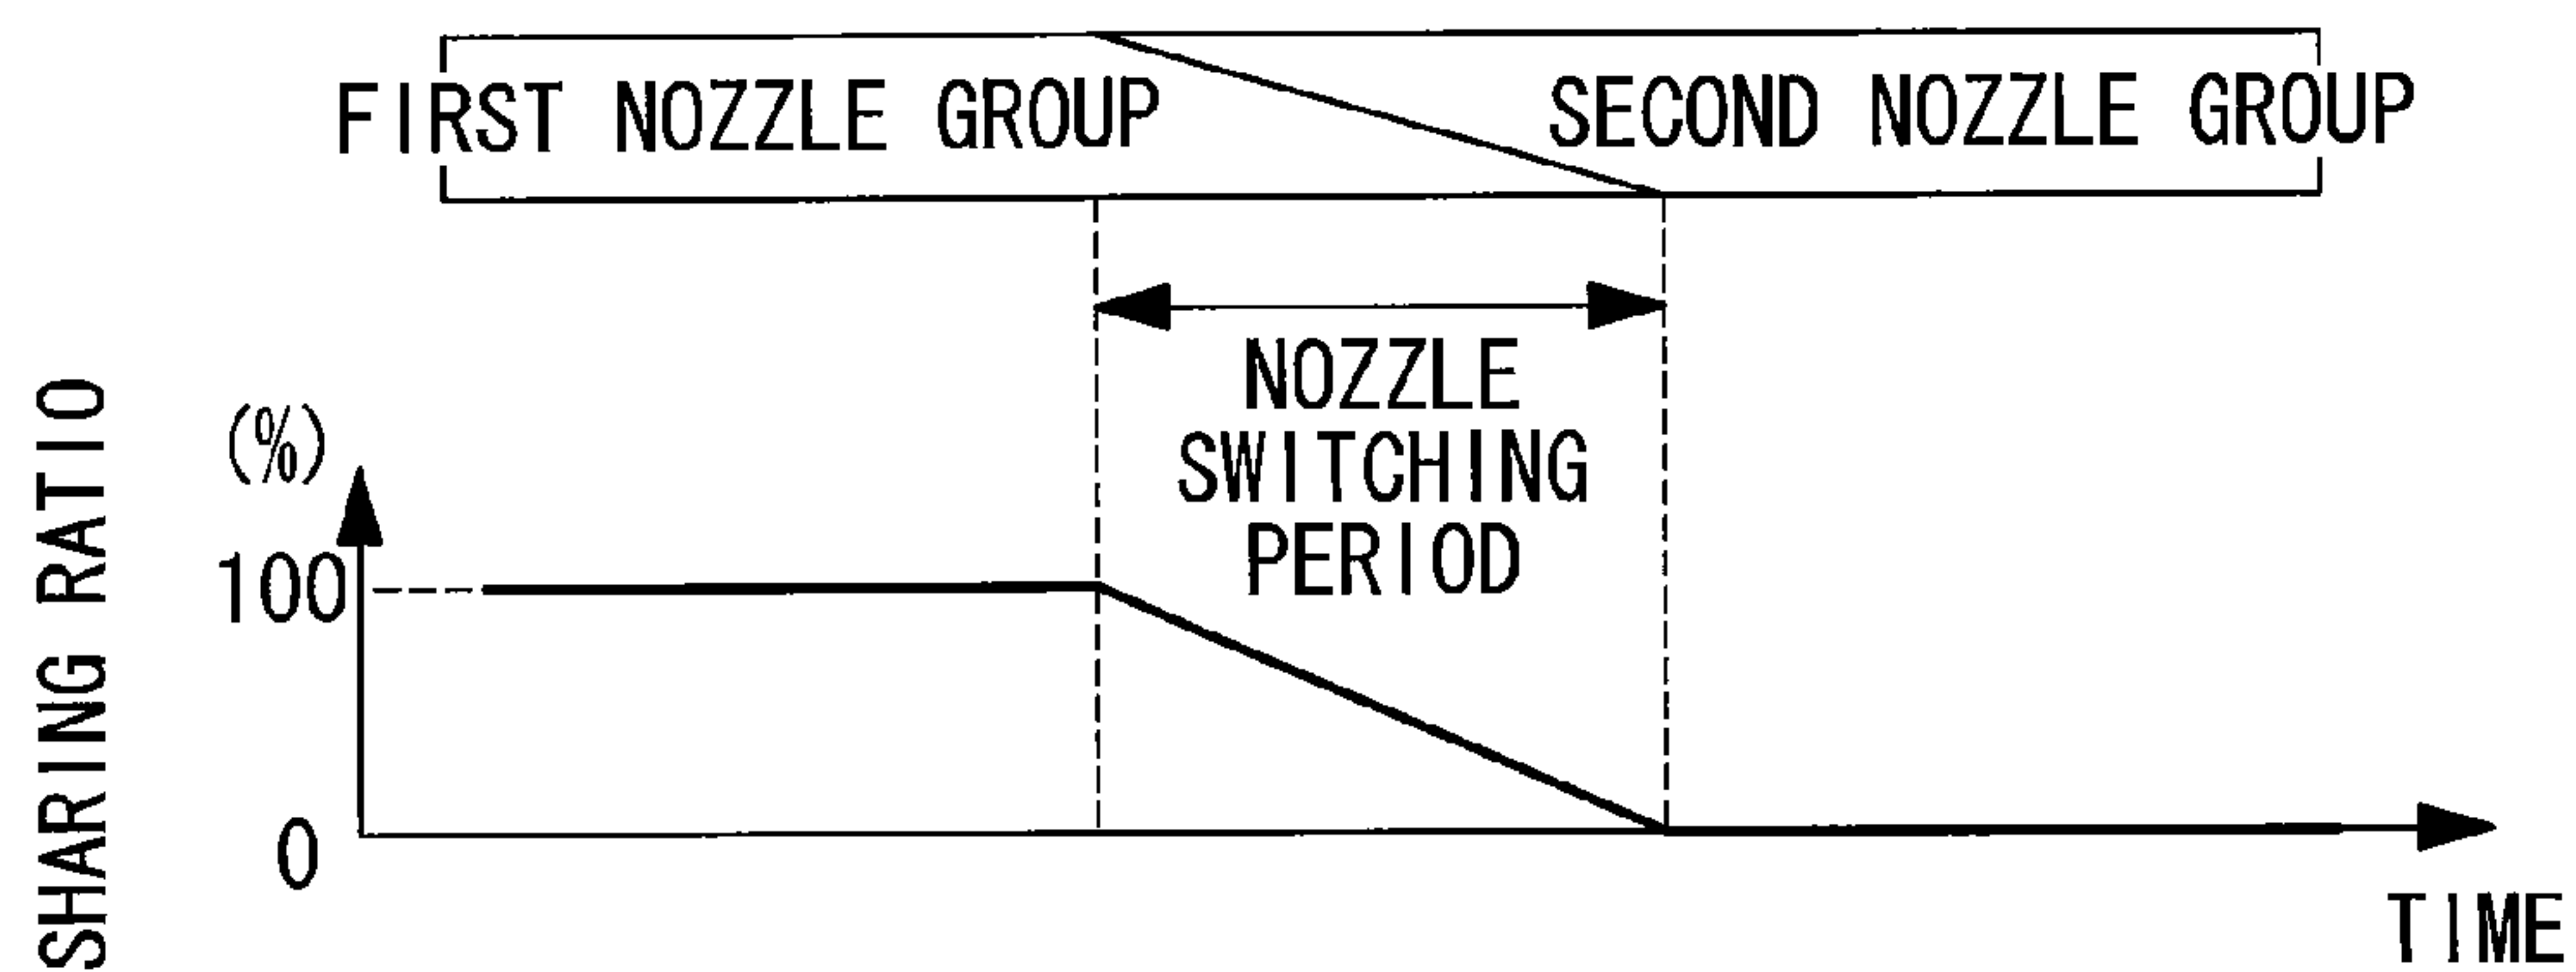 FIRST NOZZLE GROUP
SECOND NOZZLE GROUP
NOZZLE
SWITCHING
PERIOD
SHARING RATIO
(%)
100
0
TIME